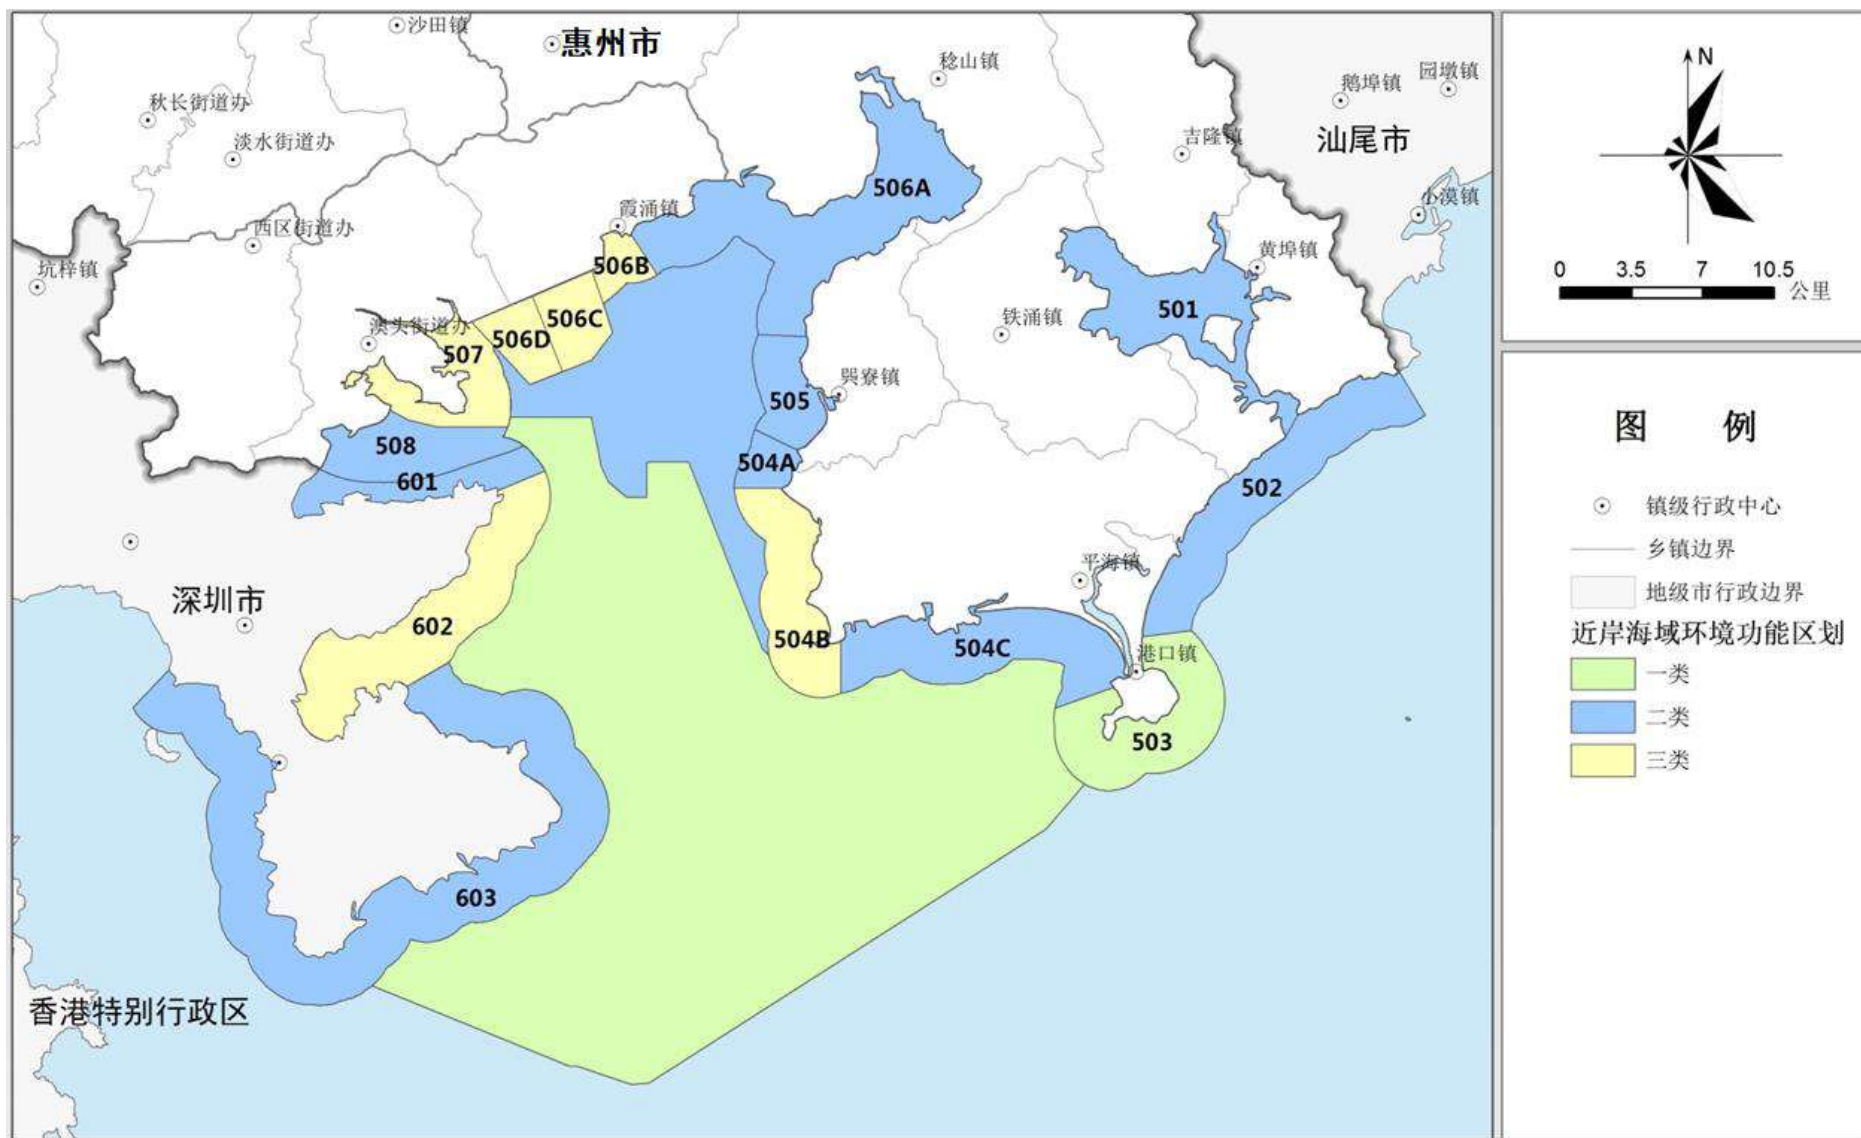 沙田镇
惠州市
稔山镇
鹅埠镇
园墩镇
秋长街道办
淡水街道办
吉隆镇
汕尾市
506A
小漠镇
霞涌镇
西区街道办
黄埠镇
坑梓镇
506B
501
506C
铁涌镇
澳头街道办
506D
507
巽寮镇
505
508
504A
601
502
平海镇
深圳市
602
504B
504C
港口镇
503
603
香港特别行政区
N
0 3.5 7 10.5
公里
图 例
镇级行政中心
乡镇边界
地级市行政边界
近岸海域环境功能区划
一类
二类
三类